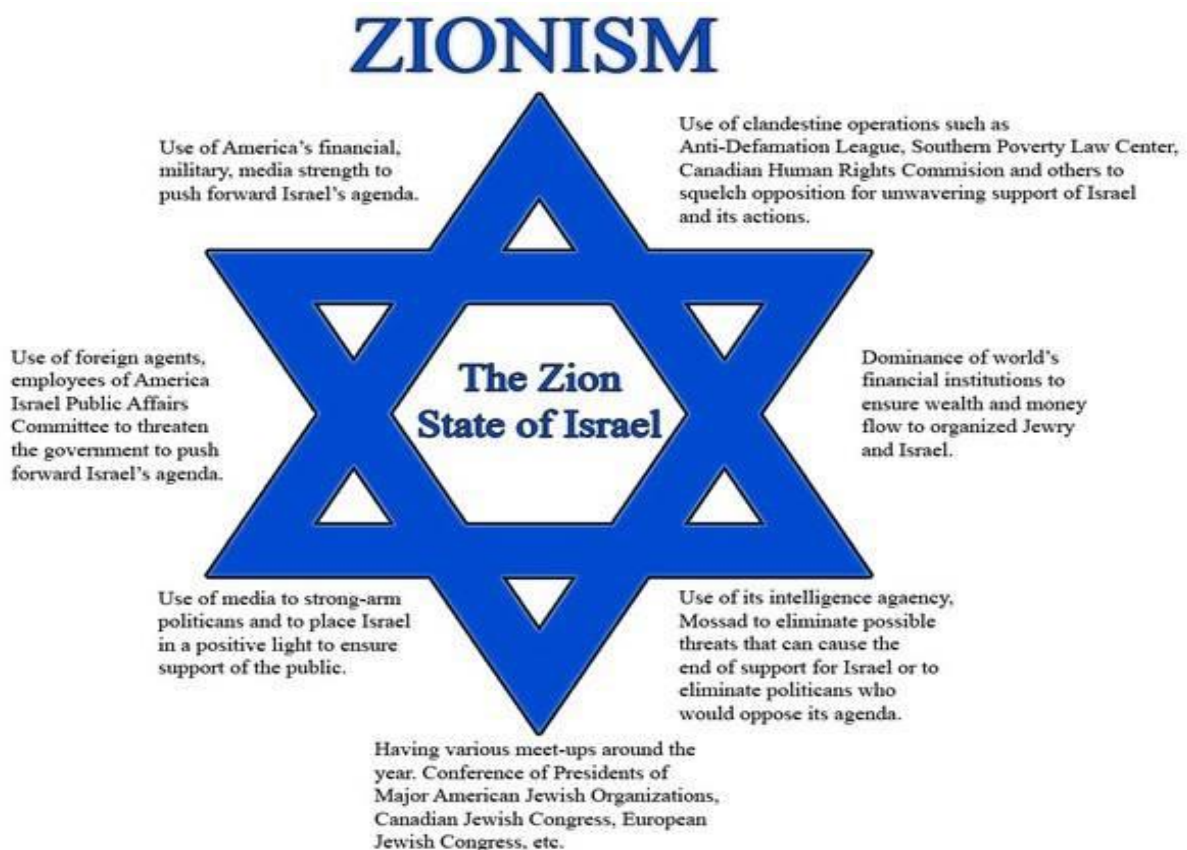 ZIONISM
Use of America's financial,
military, media strength to
push forward Israel's agenda.
Use of clandestine operations such as
Anti-Defamation League, Southern Poverty Law Center,
Canadian Human Rights Commision and others to
squelch opposition for unwavering support of Israel
and its actions.
Use of foreign agents,
employees of America
Israel Public Affairs
Committee to threaten
the government to push
forward Israel's agenda.
The Zion
State of Israel
Dominance of world's
financial institutions to
ensure wealth and money
flow to organized Jewry
and Israel.
Use of media to strong-arm
politicans and to place Israel
in a positive light to ensure
support of the public.
Use of its intelligence agaency,
Mossad to eliminate possible
threats that can cause the
end of support for Israel or to
eliminate politicans who
would oppose its agenda.
Having various meet-ups around the
year. Conference of Presidents of
Major American Jewish Organizations,
Canadian Jewish Congress, European
Jewish Congress, etc.